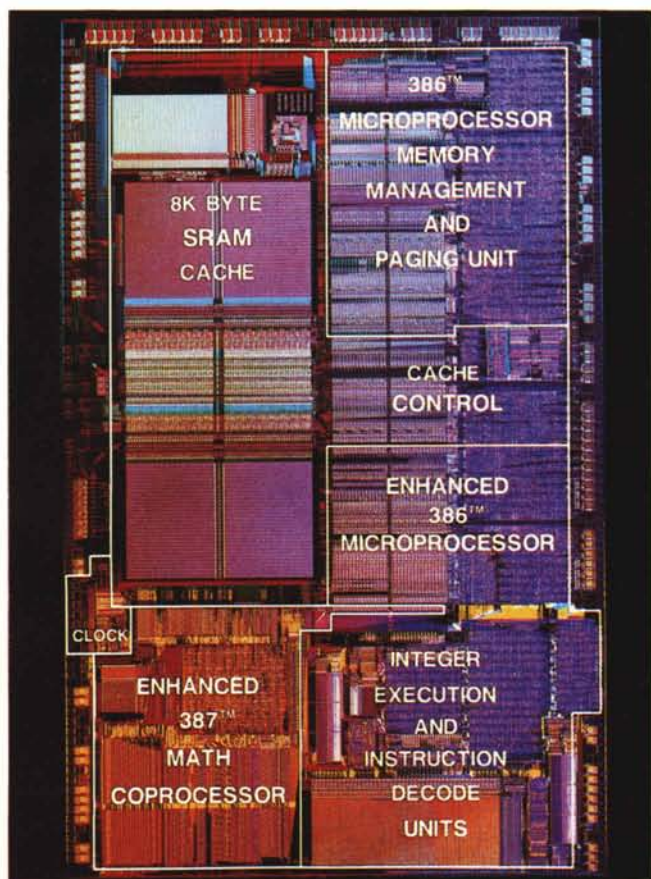 386™
MICROPROCESSOR
MEMORY
MANAGEMENT
AND
PAGING UNIT
8K BYTE
SRAM
CACHE
CACHE
CONTROL
ENHANCED
386™
MICROPROCESSOR
CLOCK
ENHANCED
387™
MATH
COPROCESSOR
INTEGER
EXECUTION
AND
INSTRUCTION
DECODE
UNITS